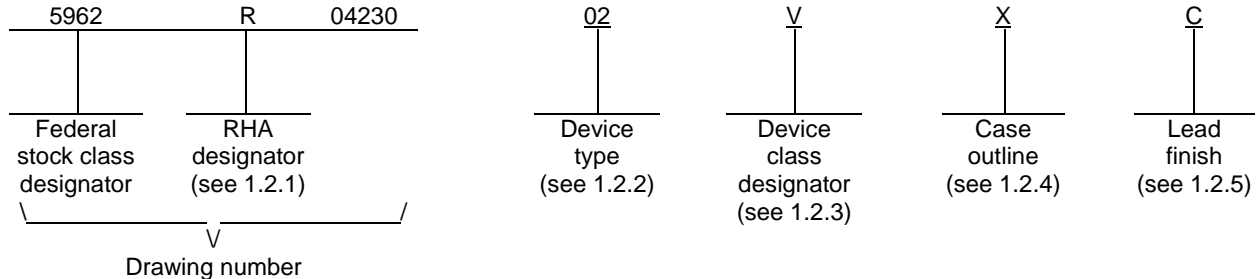 5962 R 04230 02 V X C
Federal RHA Device Device Case Lead
stock class designator type class outline finish
designator (see 1.2.1) (see 1.2.2) designator (see 1.2.4) (see 1.2.5)
(see 1.2.3)
Drawing number